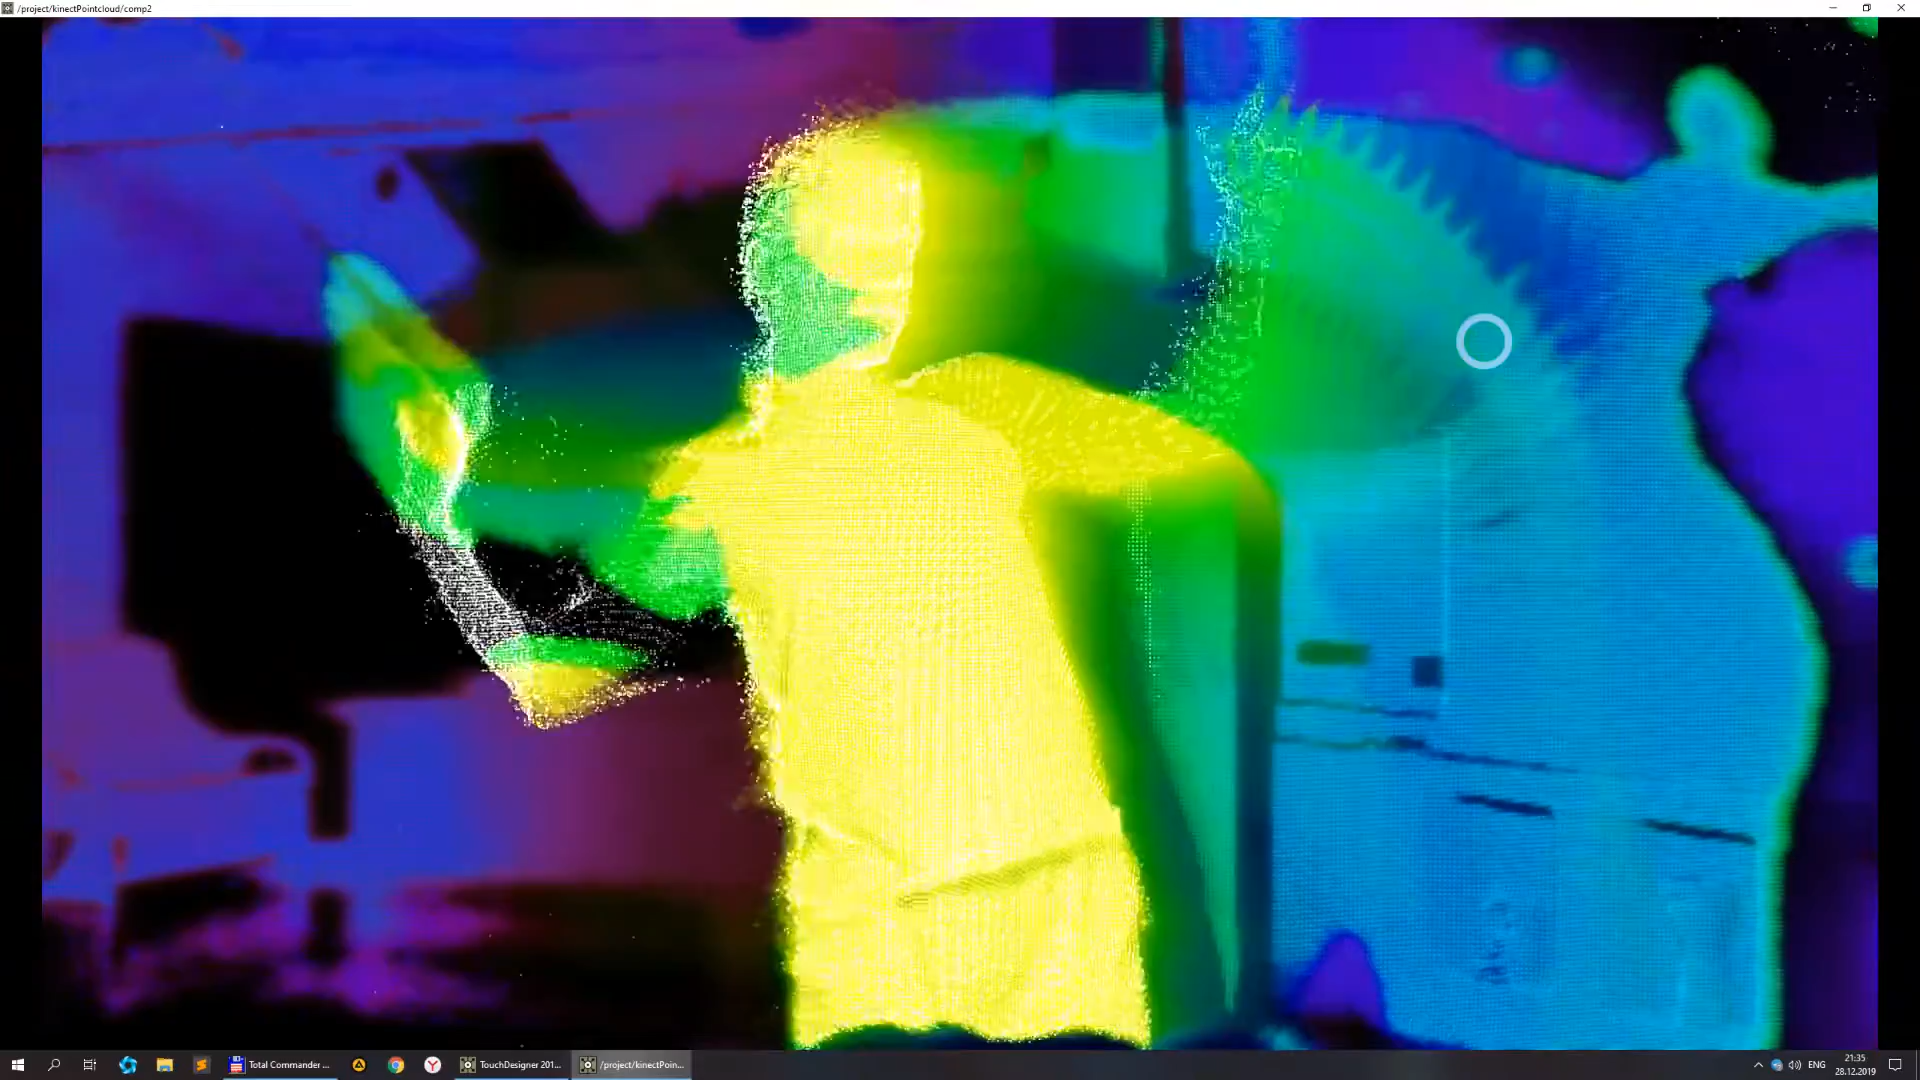 /project/kinectPointcloud/comp2
Total Commander ...
TouchDesigner 201...
/project/kinectPoin...
ENG
21:35
28.12.2019